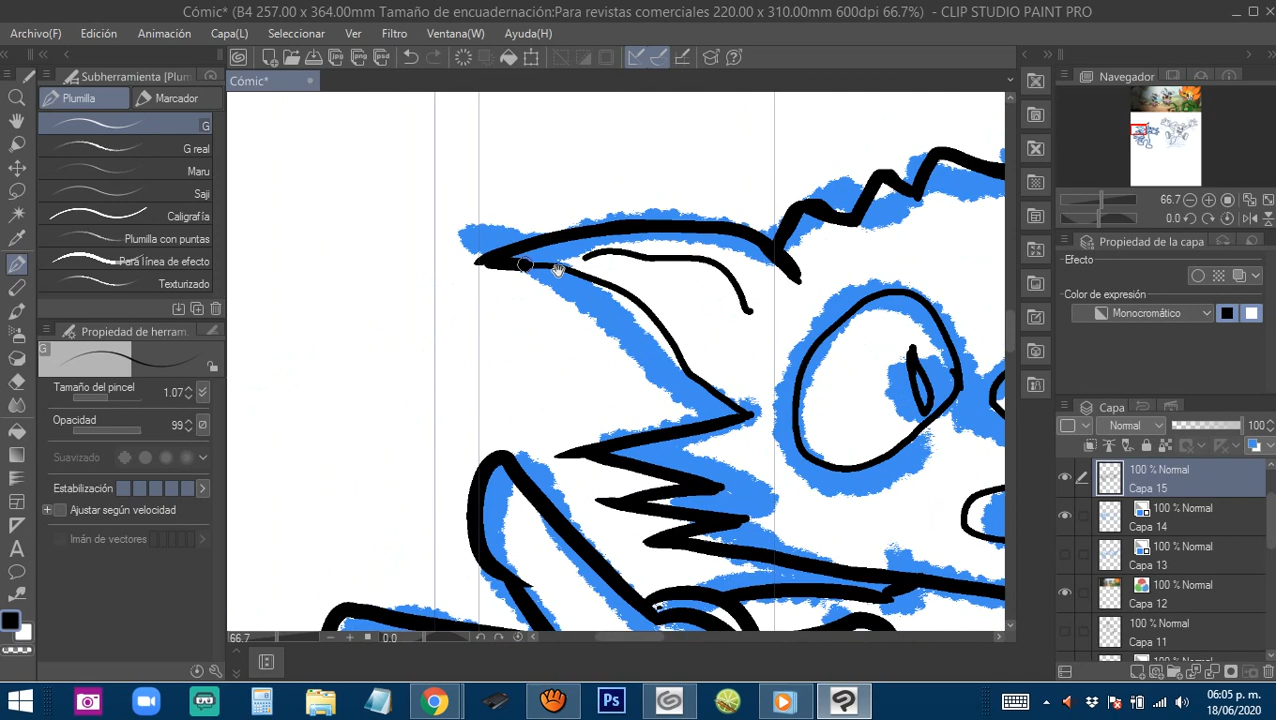 Cómic* (B4 257.00 x 364.00mm Tamaño de encuadernación:Para revistas comerciales 220.00 x 310.00mm 600dpi 66.7%) - CLIP STUDIO PAINT PRO
Archivo(F) Edición Animación Capa(L) Seleccionar Ver Filtro Ventana(W) Ayuda(H)
Subherramienta [Plum
Cómic*
Navegador
Plumilla Marcador
G
G real
Maru
Saji
Caligrafía
Plumilla con puntas
Para línea de efecto
Texturizado
66.7
0.0
Propiedad de la capa
Efecto
Color de expresión
Monocromático
Propiedad de herram
G
Tamaño del pincel 1.07
Opacidad 99
Suavizado
Estabilización
Ajustar según velocidad
Imán de vectores
Capa
Normal 100
100 % Normal
Capa 15
100 % Normal
Capa 14
100 % Normal
Capa 13
100 % Normal
Capa 12
100 % Normal
Capa 11
66.7 0.0
Ps
06:05 p. m.
18/06/2020